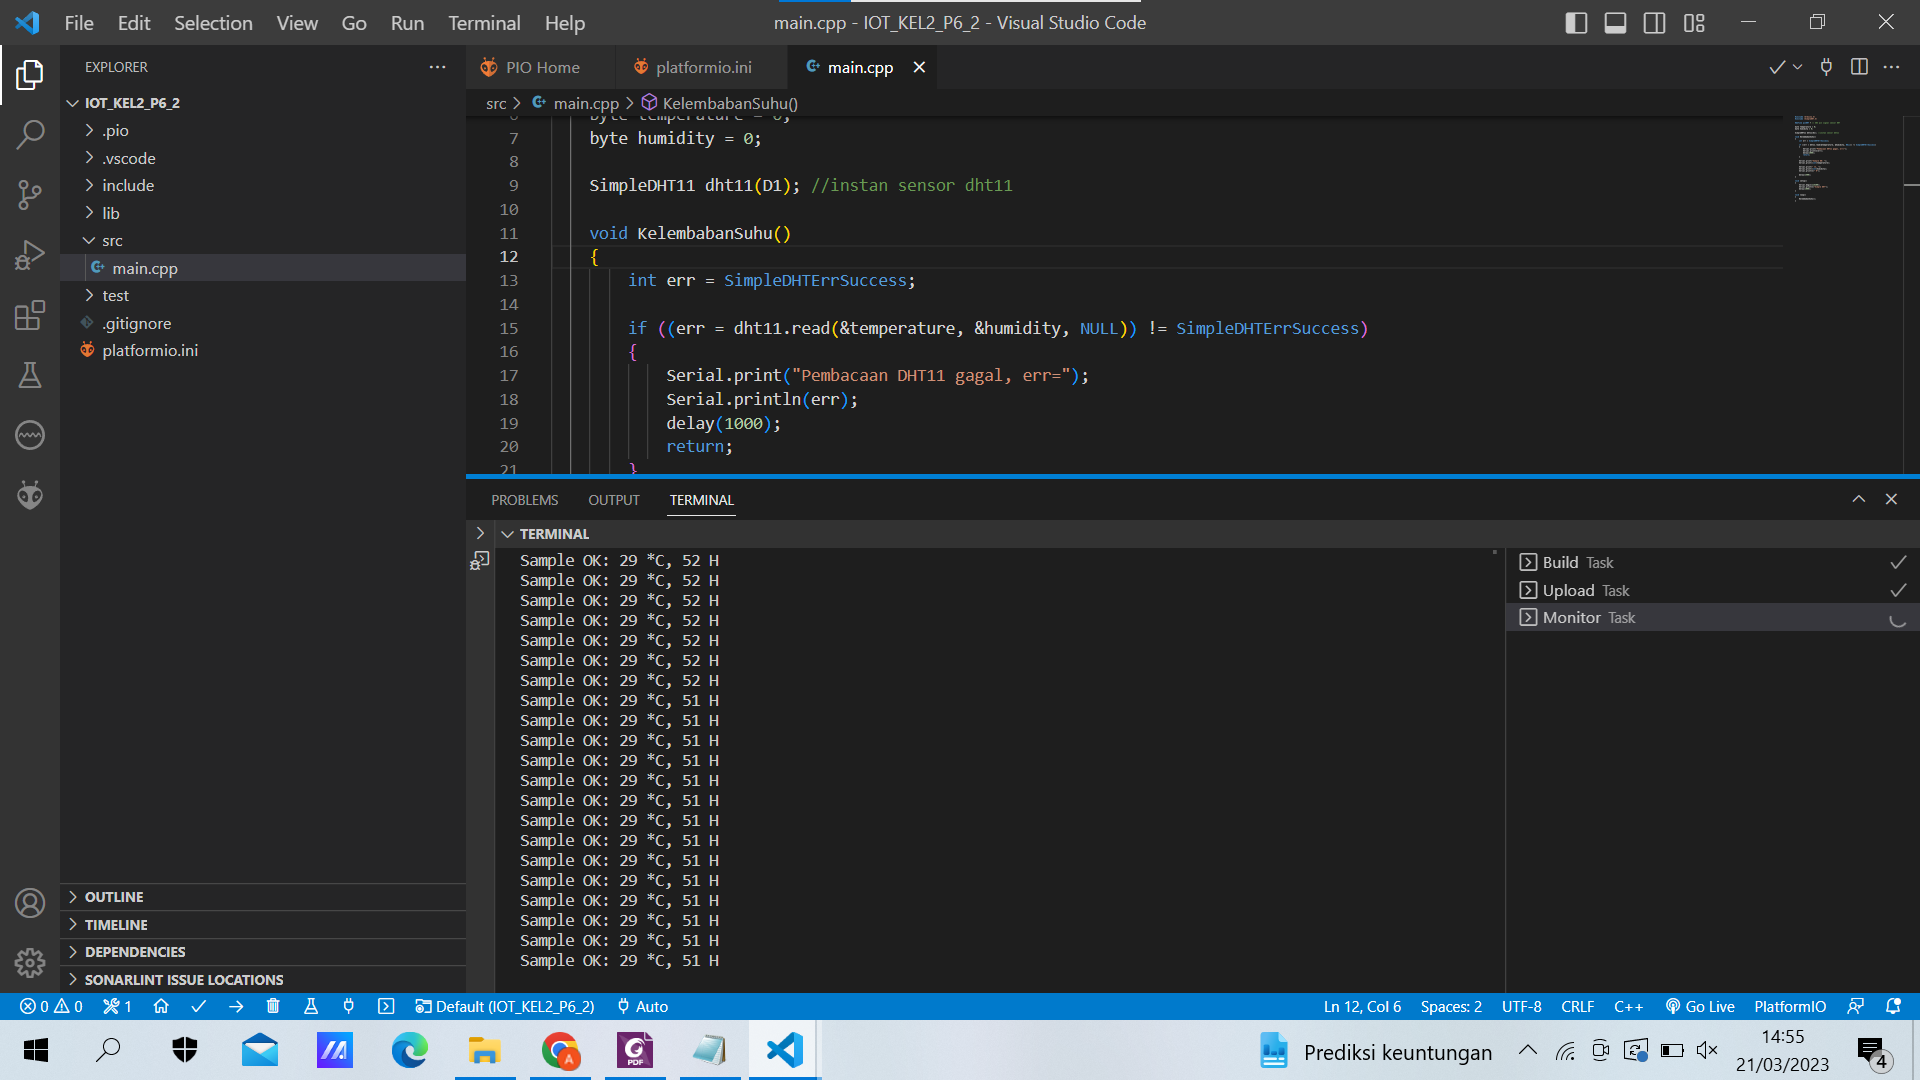 File Edit Selection View Go Run Terminal Help
main.cpp - IOT_KEL2_P6_2 - Visual Studio Code
EXPLORER
IOT_KEL2_P6_2
.pio
.vscode
include
lib
src
main.cpp
test
.gitignore
platformio.ini
OUTLINE
TIMELINE
DEPENDENCIES
SONARLINT ISSUE LOCATIONS
PIO Home platformio.ini main.cpp
src main.cpp KelembabanSuhu()
6 byte temperature = 0;
7 byte humidity = 0;
8
9 SimpleDHT11 dht11(D1); //instan sensor dht11
10
11 void KelembabanSuhu()
12 {
13 int err = SimpleDHTErrSuccess;
14
15 if ((err = dht11.read(&temperature, &humidity, NULL)) != SimpleDHTErrSuccess)
16 {
17 Serial.print("Pembacaan DHT11 gagal, err=");
18 Serial.println(err);
19 delay(1000);
20 return;
21 }
PROBLEMS OUTPUT TERMINAL
TERMINAL
Sample OK: 29 *C, 52 H
Sample OK: 29 *C, 52 H
Sample OK: 29 *C, 52 H
Sample OK: 29 *C, 52 H
Sample OK: 29 *C, 52 H
Sample OK: 29 *C, 52 H
Sample OK: 29 *C, 52 H
Sample OK: 29 *C, 51 H
Sample OK: 29 *C, 51 H
Sample OK: 29 *C, 51 H
Sample OK: 29 *C, 51 H
Sample OK: 29 *C, 51 H
Sample OK: 29 *C, 51 H
Sample OK: 29 *C, 51 H
Sample OK: 29 *C, 51 H
Sample OK: 29 *C, 51 H
Sample OK: 29 *C, 51 H
Sample OK: 29 *C, 51 H
Sample OK: 29 *C, 51 H
Sample OK: 29 *C, 51 H
Sample OK: 29 *C, 51 H
Build Task
Upload Task
Monitor Task
0 0 1 Default (IOT_KEL2_P6_2) Auto
Ln 12, Col 6 Spaces: 2 UTF-8 CRLF C++ Go Live PlatformIO
A
PDF
Prediksi keuntungan
14:55
21/03/2023
4